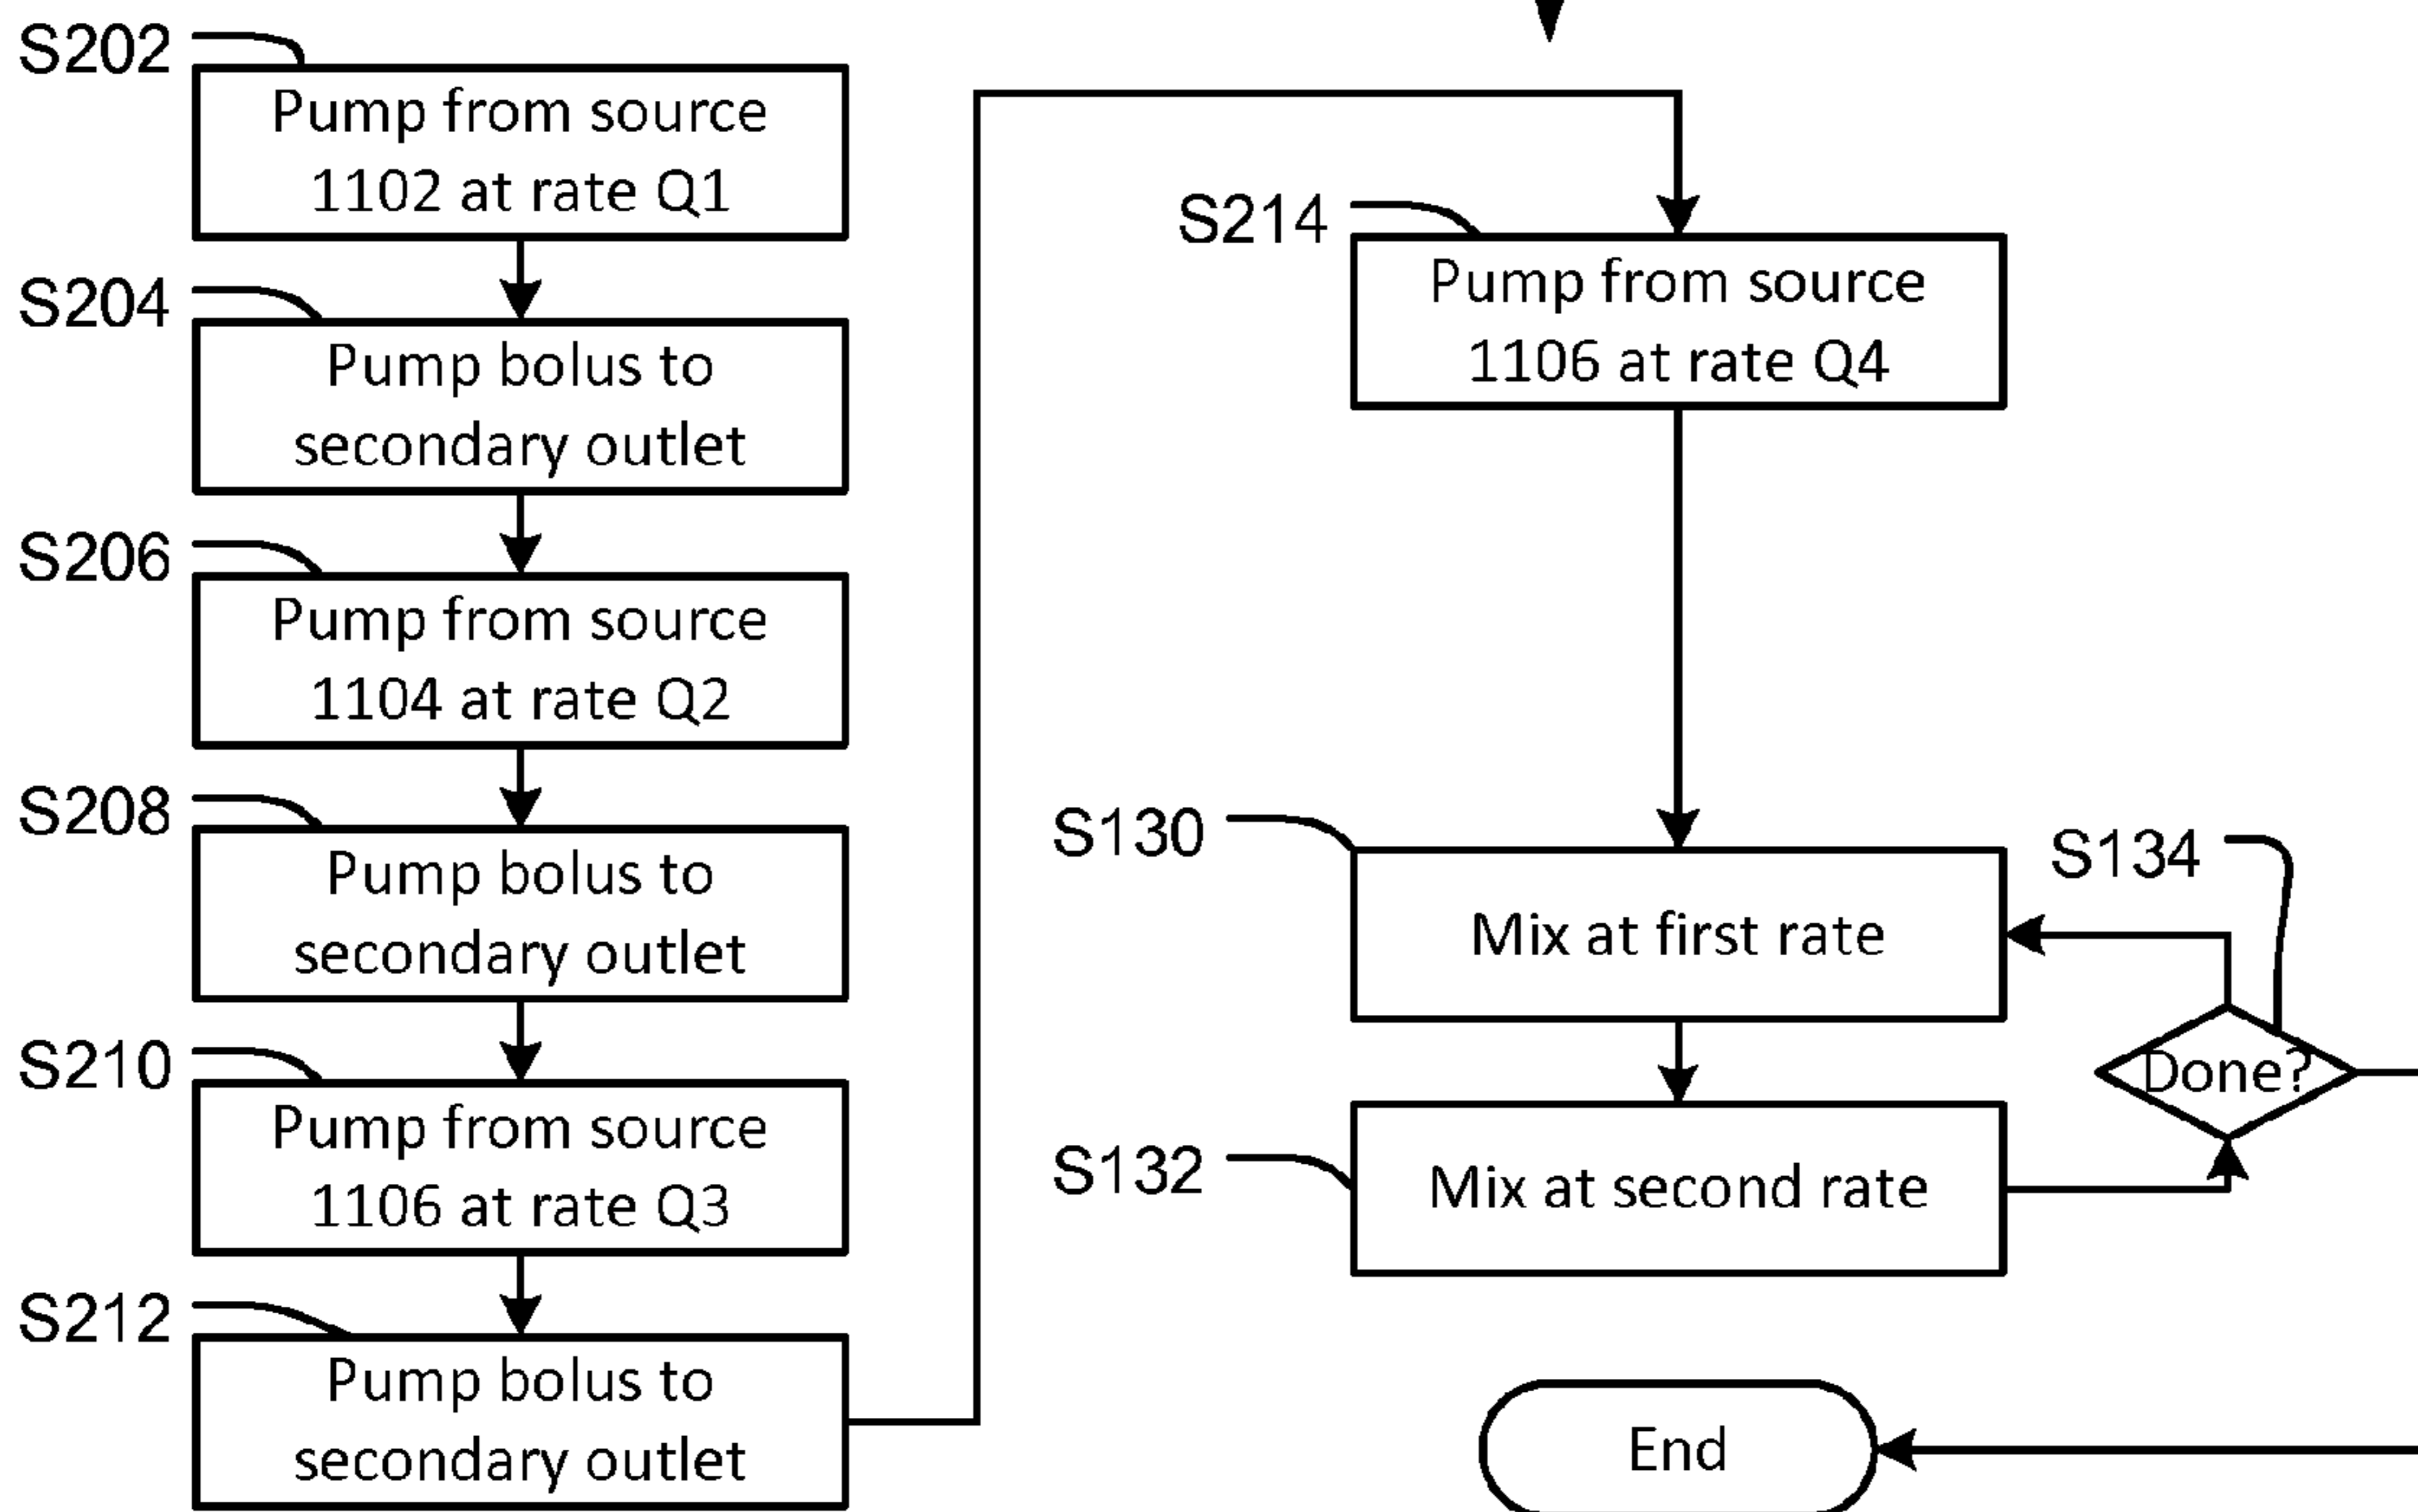 S202
Pump from source
1102 at rate Q1
S204
Pump bolus to
secondary outlet
S206
Pump from source
1104 at rate Q2
S208
Pump bolus to
secondary outlet
S210
Pump from source
1106 at rate Q3
S212
Pump bolus to
secondary outlet
S214
Pump from source
1106 at rate Q4
S130
Mix at first rate
S134
Done?
S132
Mix at second rate
End